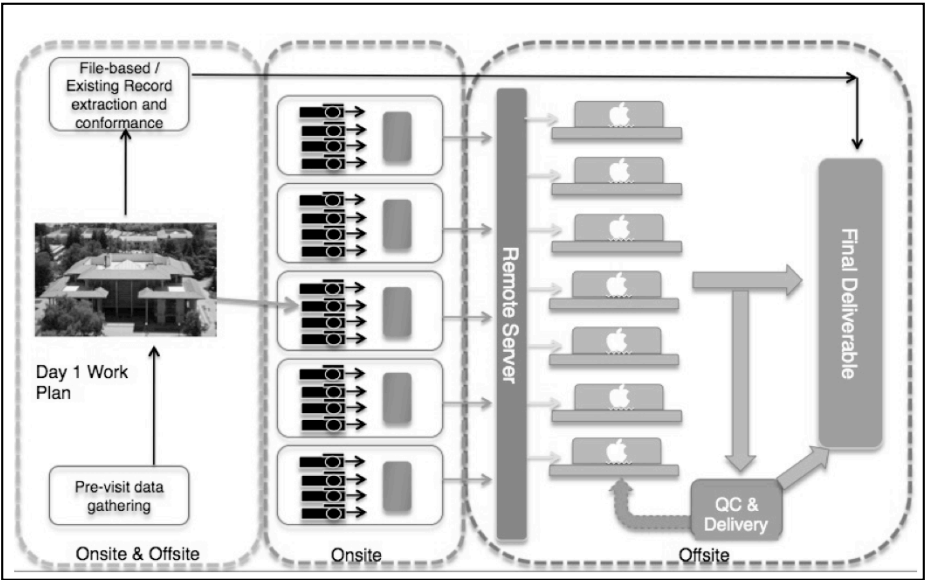 File-based /
Existing Record
extraction and
conformance
Day 1 Work
Plan
Pre-visit data
gathering
Onsite & Offsite
Onsite
Remote Server
Final Deliverable
QC &
Delivery
Offsite